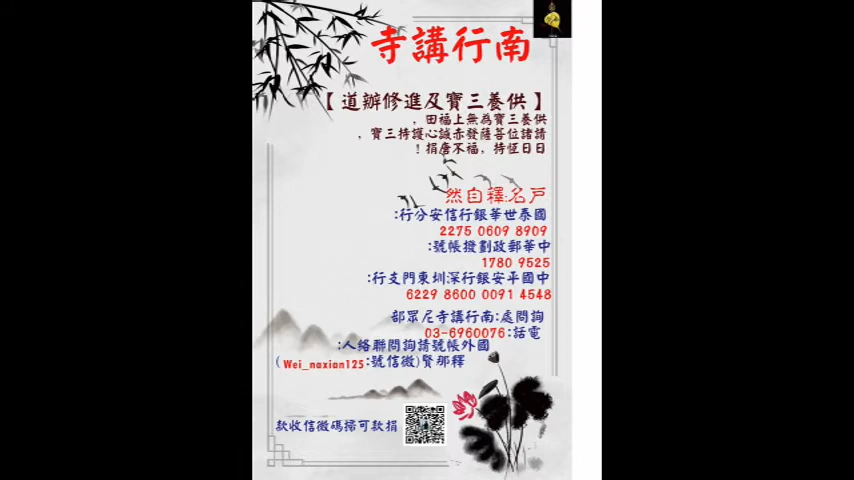 南行講寺
【供養三寶及進修辦道】
供養三寶為無上福田,
請諸位菩薩發亦誠心護持三寶,
日日恆持,福不唐捐!
戶名:釋自然
國泰世華銀行信安分行:
2275 0609 8909
中華郵政劃撥帳號:
1780 9525
中國平安銀行深圳東門支行:
6229 8600 0091 4548
詢問處:南行講寺尼眾部
電話:03-6960076
國外帳號請詢問聯絡人:
釋那賢(微信號:Wei_naxian125)
捐款可掃碼微信收款